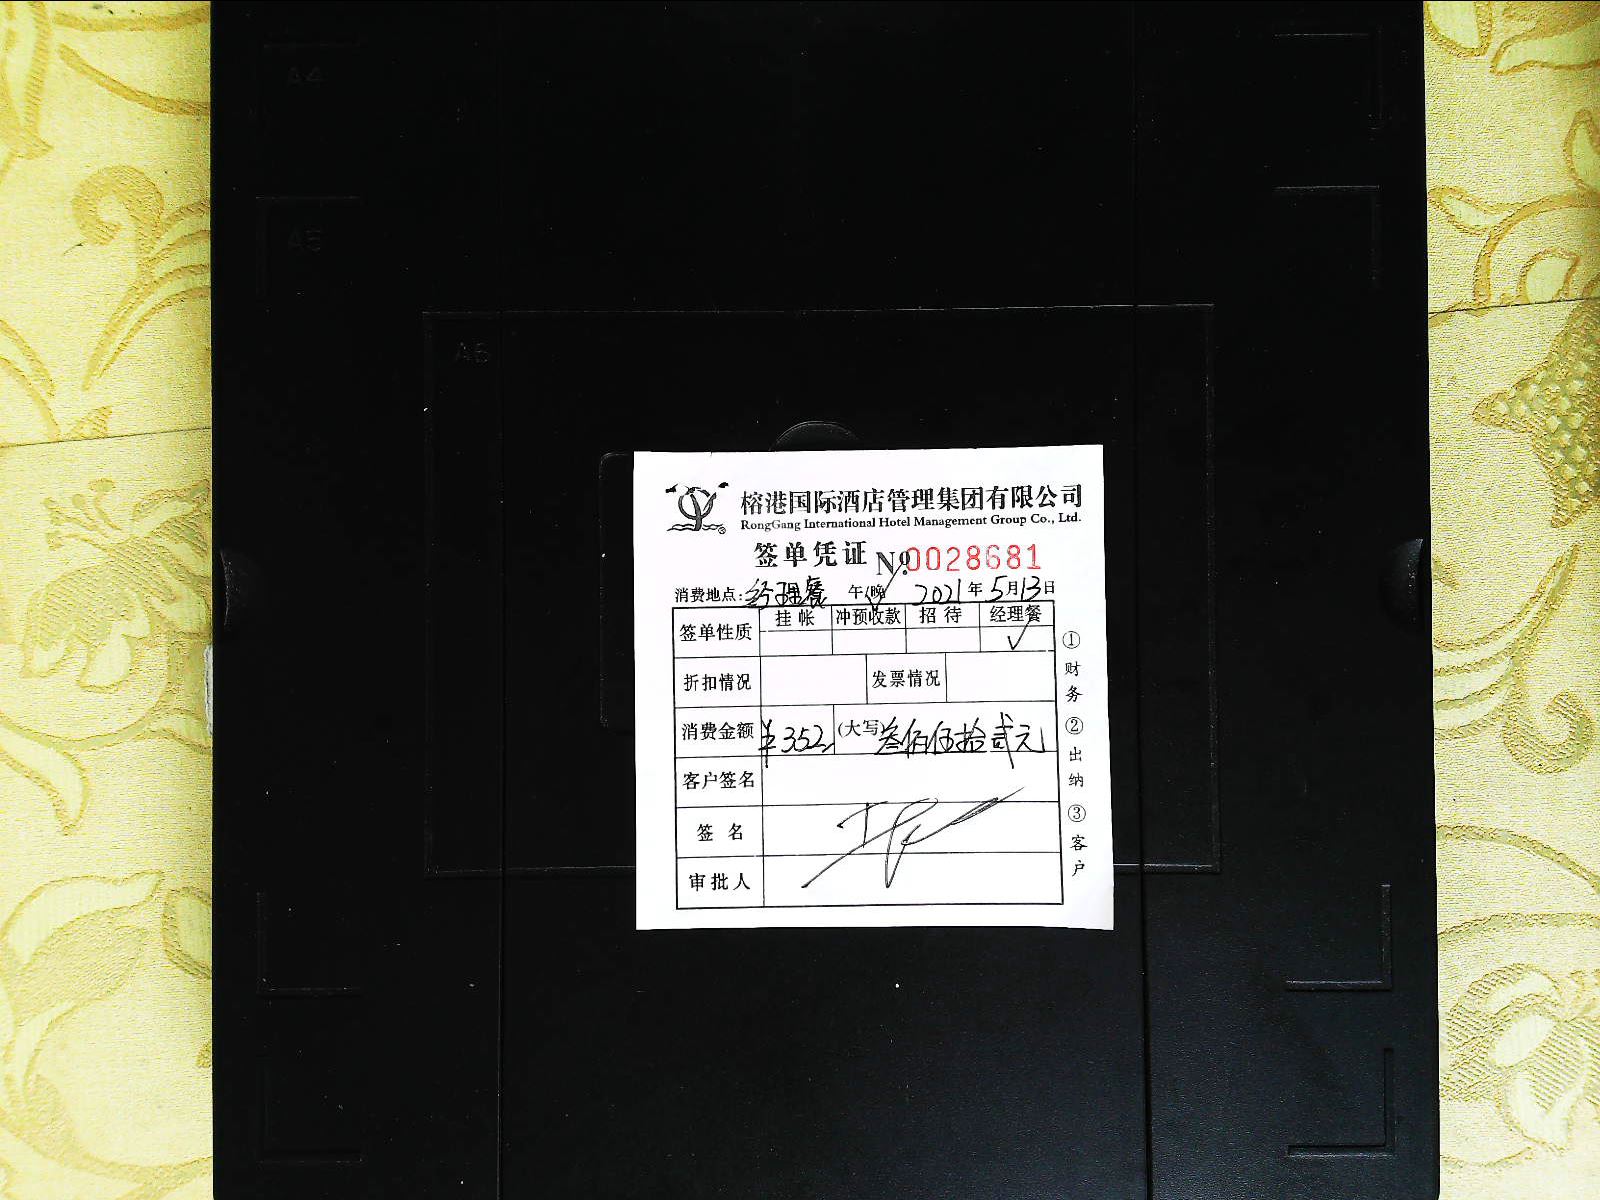 A4
A5
A6
榕港国际酒店管理集团有限公司
RongGang International Hotel Management Group Co., Ltd.
签单凭证 №0028681
消费地点: 经理餐 午/晚 2021年5月13日
签单性质 挂帐 冲预收款 招待 经理餐
✓
折扣情况 发票情况
消费金额 ¥352 (大写)叁佰伍拾贰元
客户签名
签名
审批人
①财务 ②出纳 ③客户